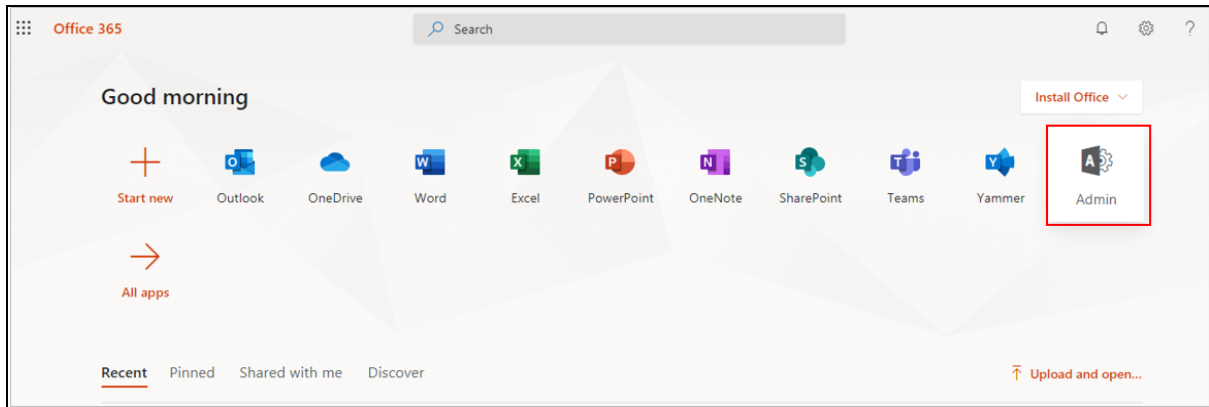 Office 365
Search
?
Good morning
Install Office
Start new
Outlook
OneDrive
Word
Excel
PowerPoint
OneNote
SharePoint
Teams
Yammer
Admin
All apps
Recent Pinned Shared with me Discover
Upload and open...